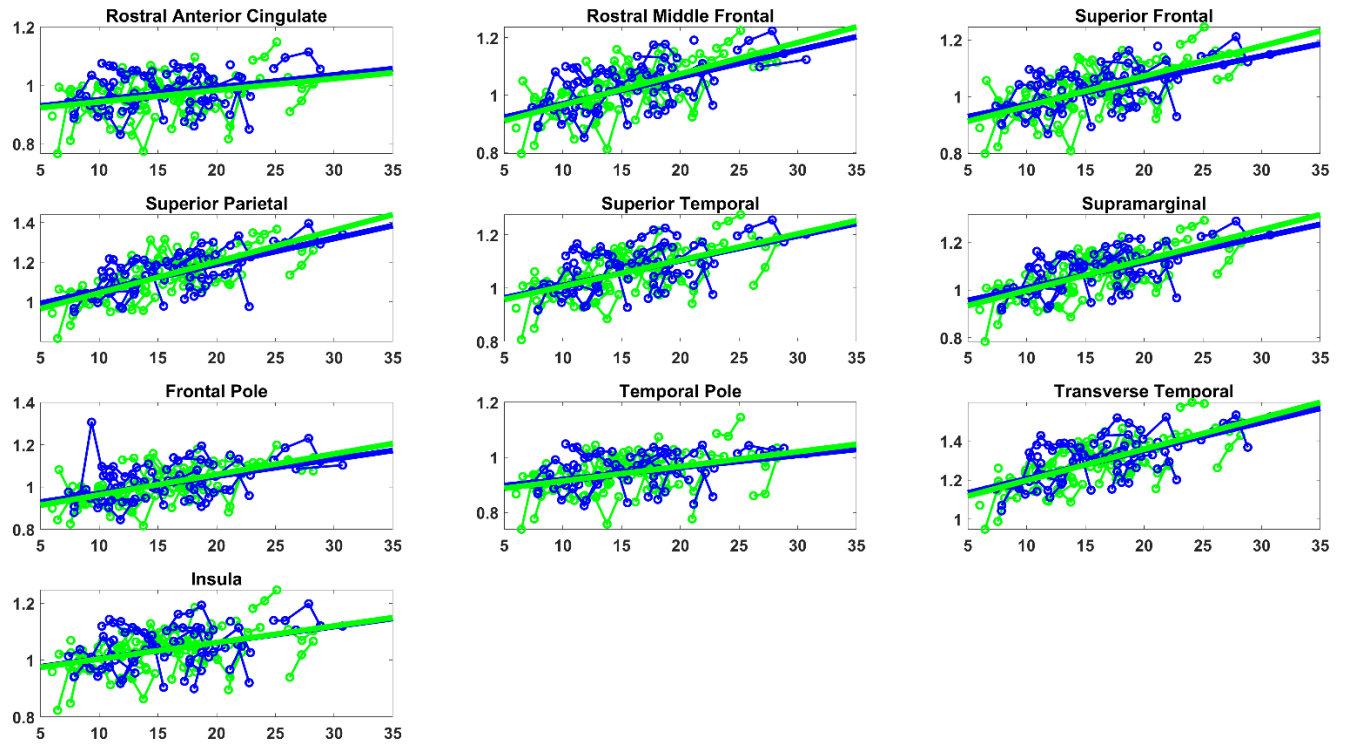 Rostral Anterior Cingulate Rostral Middle Frontal Superior Frontal
1.2 1.2 1.2
1 1 1
0.8 0.8 0.8
5 10 15 20 25 30 35 5 10 15 20 25 30 35 5 10 15 20 25 30 35
Superior Parietal Superior Temporal Supramarginal
1.4 1.2 1.2
1.2 1 1
1 0.8 0.8
5 10 15 20 25 30 35 5 10 15 20 25 30 35 5 10 15 20 25 30 35
Frontal Pole Temporal Pole Transverse Temporal
1.4 1.2 1.4
1.2 1 1.2
1 0.8 1
0.8
5 10 15 20 25 30 35 5 10 15 20 25 30 35 5 10 15 20 25 30 35
Insula
1.2
1
0.8
5 10 15 20 25 30 35